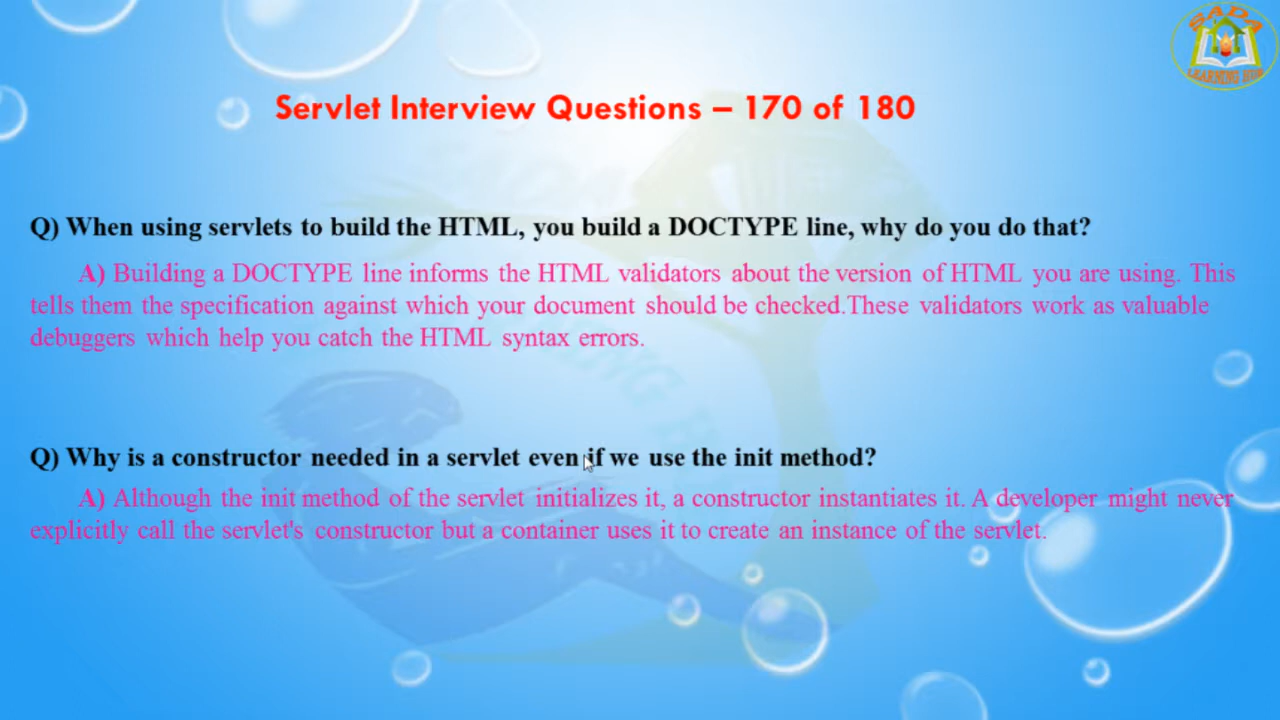 SADA
LEARNING HUB
Servlet Interview Questions – 170 of 180
Q) When using servlets to build the HTML, you build a DOCTYPE line, why do you do that?
A) Building a DOCTYPE line informs the HTML validators about the version of HTML you are using. This
tells them the specification against which your document should be checked.These validators work as valuable
debuggers which help you catch the HTML syntax errors.
Q) Why is a constructor needed in a servlet even if we use the init method?
A) Although the init method of the servlet initializes it, a constructor instantiates it. A developer might never
explicitly call the servlet's constructor but a container uses it to create an instance of the servlet.